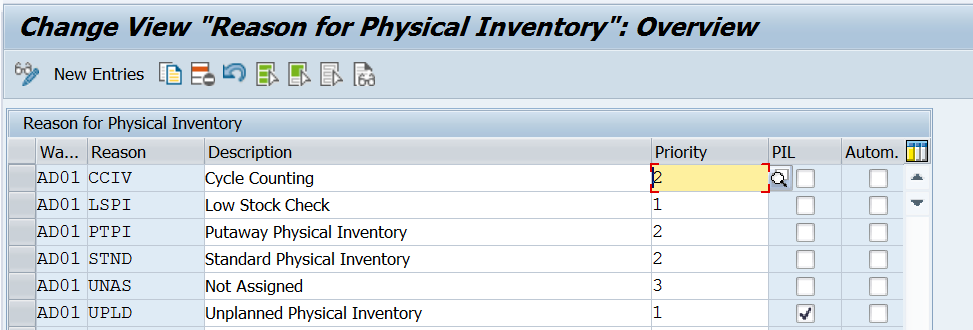 Change View "Reason for Physical Inventory": Overview
New Entries
Reason for Physical Inventory
Wa... Reason Description Priority PIL Autom.
AD01 CCIV Cycle Counting 2
AD01 LSPI Low Stock Check 1
AD01 PTPI Putaway Physical Inventory 2
AD01 STND Standard Physical Inventory 2
AD01 UNAS Not Assigned 3
AD01 UPLD Unplanned Physical Inventory 1